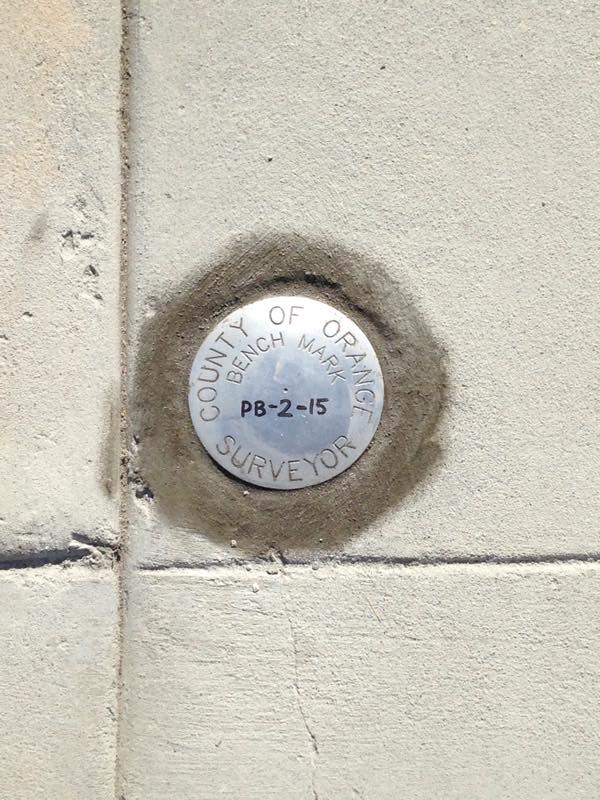 COUNTY OF ORANGE
BENCH MARK
PB-2-15
SURVEYOR